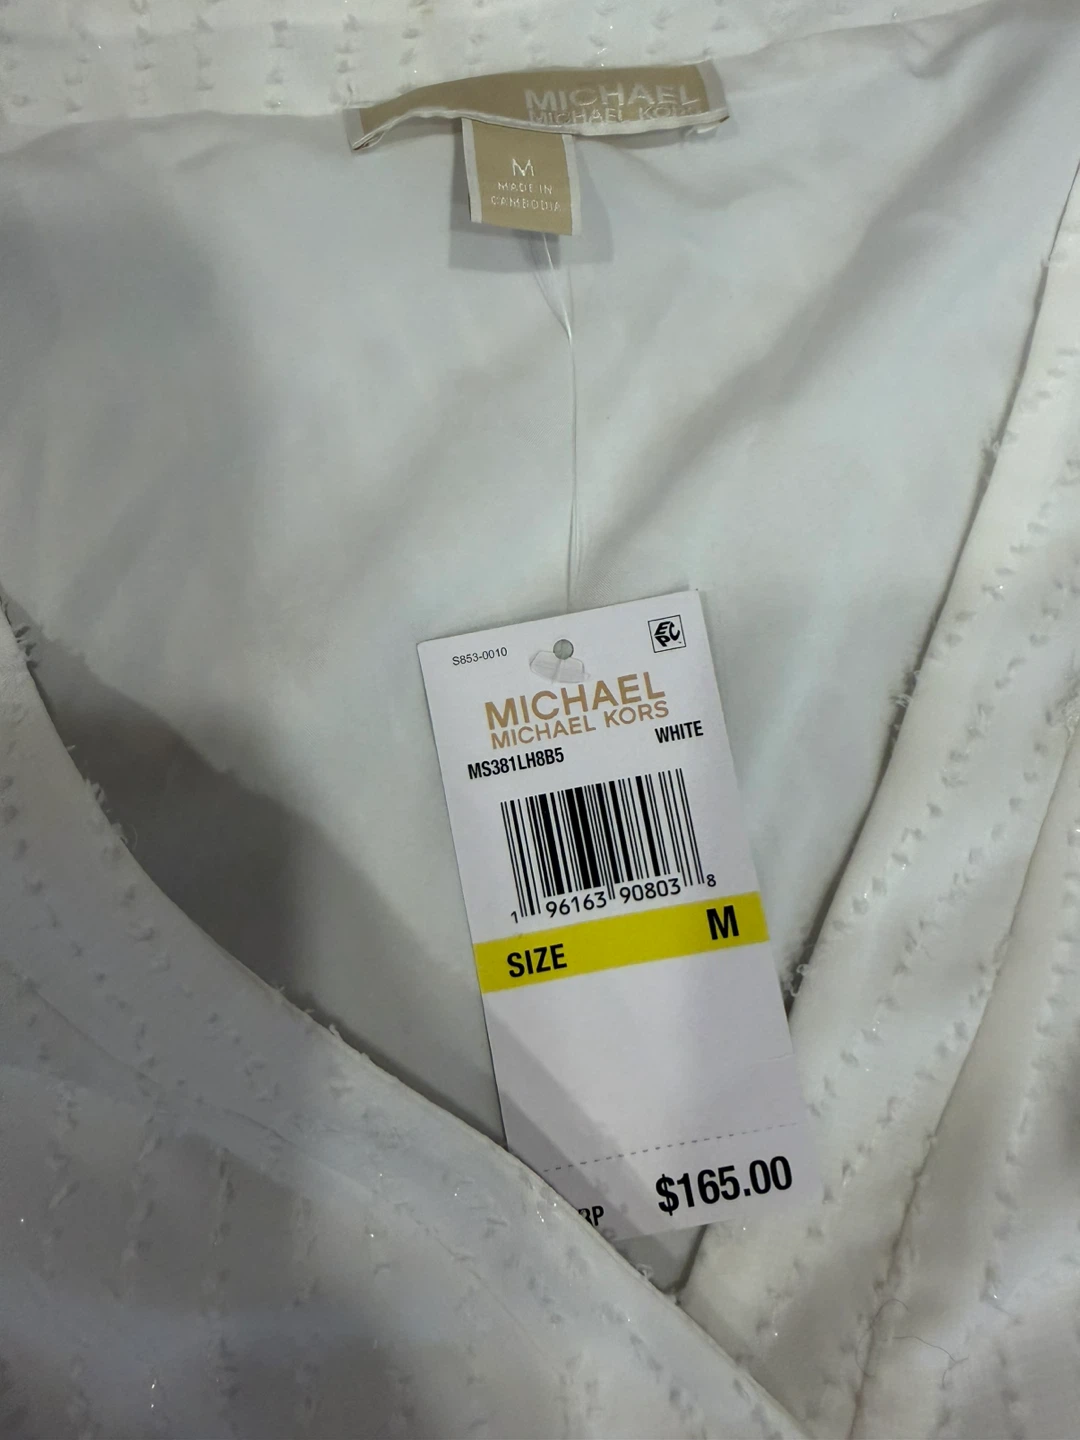 MICHAEL
MICHAEL KORS
M
MADE IN
CAMBODIA
S853-0010
EPC
MICHAEL
MICHAEL KORS
WHITE
MS381LH8B5
1 96163 90803 8
SIZE M
$165.00